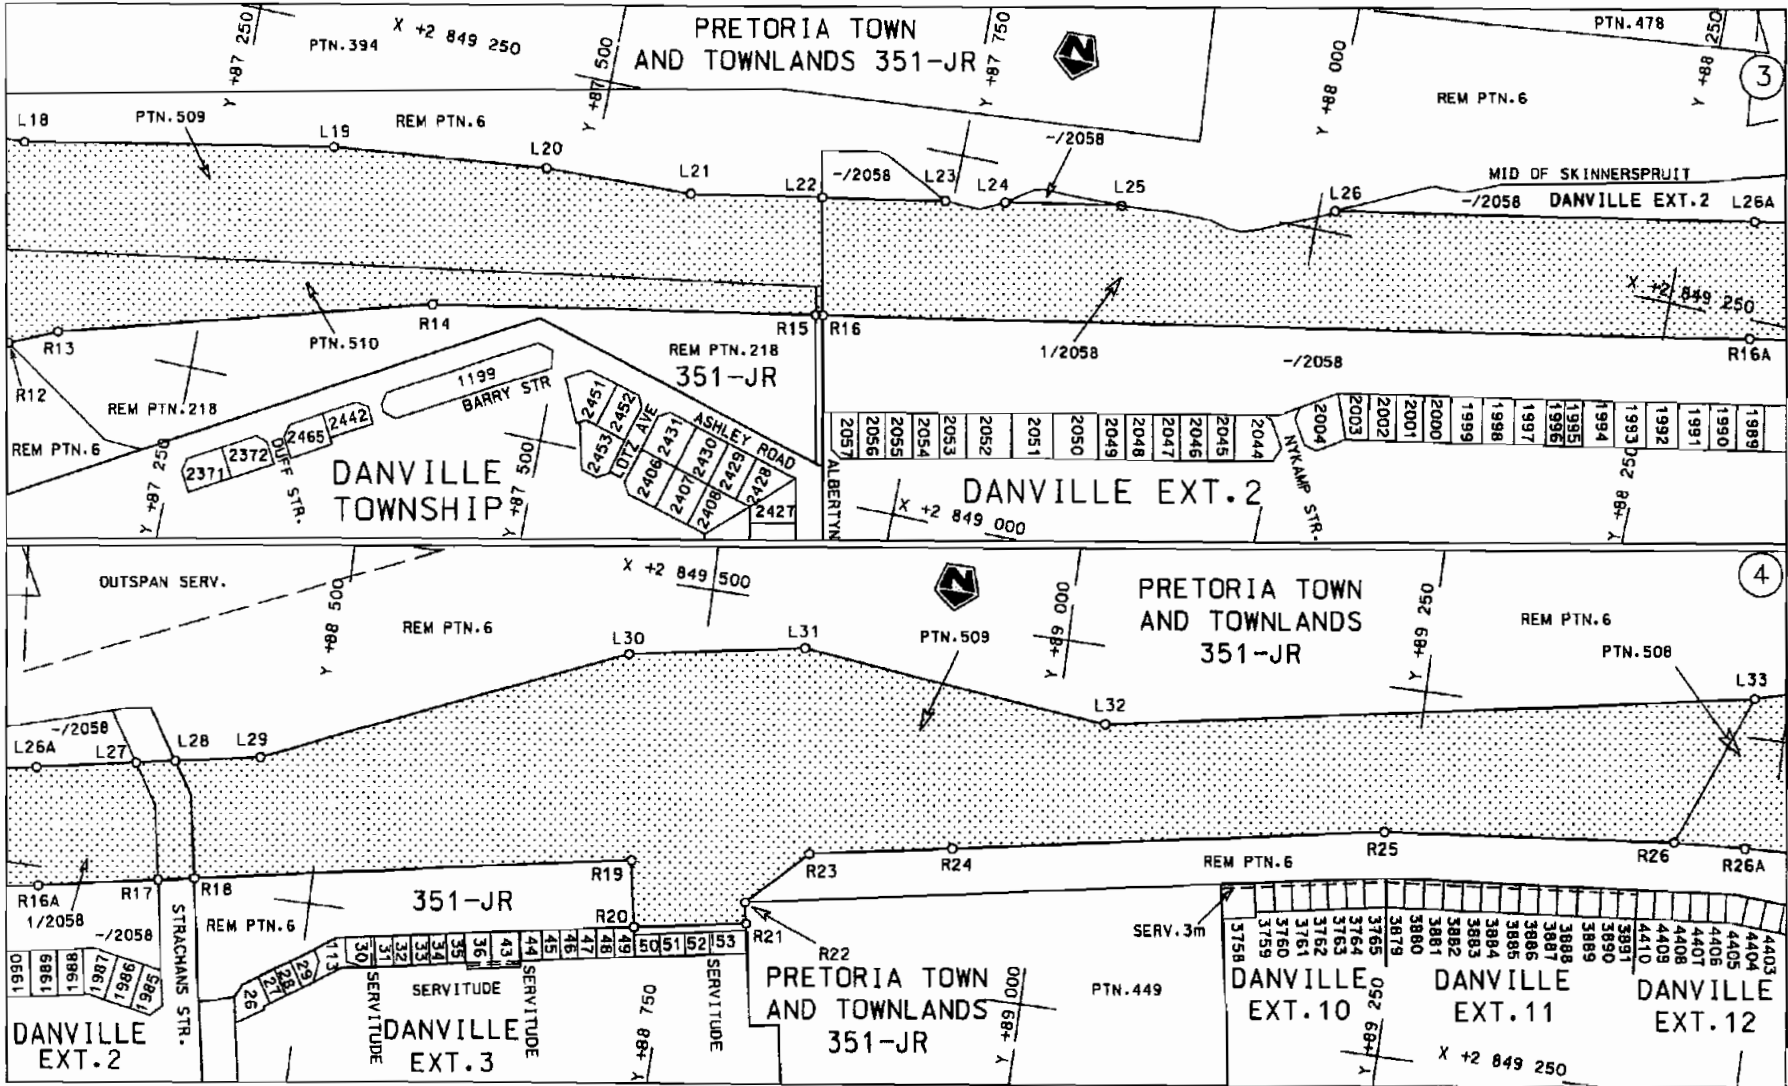 PRETORIA TOWN
AND TOWNLANDS 351-JR
N
3
PTN.394
X +2 849 250
Y +87 250
Y +87 500
Y +87 750
Y +88 000
Y +88 250
PTN.478
REM PTN.6
L18
PTN.509
L19
REM PTN.6
L20
L21
L22
-/2058
L23
L24
-/2058
L25
L26
MID OF SKINNERSPRUIT
-/2058 DANVILLE EXT.2
L26A
X +2 849 250
R12
R13
R14
PTN.510
R15
R16
1/2058
-/2058
R16A
REM PTN.218
351-JR
REM PTN.218
REM PTN.6
1199
BARRY STR
2371
2372
2465
2442
DUFF STR.
2451
2452
2453
LOTZ AVE
2431
2430
2429
2428
2406
2407
2408
2427
ASHLEY ROAD
ALBERTYN
DANVILLE
TOWNSHIP
Y +87 250
Y +87 500
2057
2056
2055
2054
2053
2052
2051
2050
2049
2048
2047
2046
2045
2044
NYKAMP STR.
2004
2003
2002
2001
2000
1999
1998
1997
1996
1995
1994
1993
1992
1991
1990
1989
X +2 849 000
DANVILLE EXT.2
Y +88 250
OUTSPAN SERV.
Y +88 500
REM PTN.6
X +2 849 500
N
4
Y +89 000
PRETORIA TOWN
AND TOWNLANDS
351-JR
Y +89 250
REM PTN.6
PTN.508
PTN.509
L26A
-/2058
L27
L28
L29
L30
L31
L32
L33
R16A
R17
R18
R19
R20
R21
R22
R23
R24
R25
R26
R26A
1/2058
-/2058
STRACHANS STR.
REM PTN.6
351-JR
REM PTN.6
1990
1989
1968
1987
1986
1985
DANVILLE
EXT.2
26
27
28
29
113
30
31
32
33
34
35
36
43
44
45
46
47
48
49
50
51
52
53
SERVITUDE
SERVITUDE
SERVITUDE
SERVITUDE
DANVILLE
EXT.3
Y +88 750
PRETORIA TOWN
AND TOWNLANDS
351-JR
Y +89 000
PTN.449
SERV.3m
3758
3759
3760
3761
3762
3763
3764
3765
3879
3880
3881
3882
3883
3884
3885
3886
3887
3888
3889
3890
3891
4410
4409
4408
4407
4406
4405
4404
4403
DANVILLE
EXT.10
Y +89 250
DANVILLE
EXT.11
DANVILLE
EXT.12
X +2 849 250